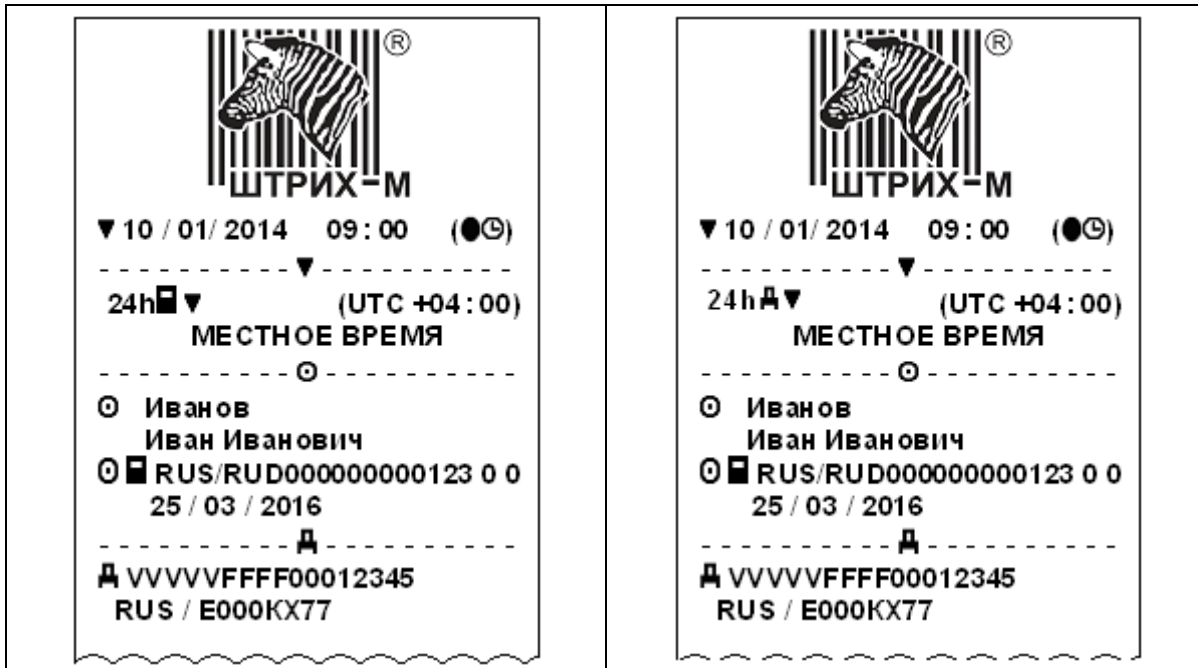 ®
ШТРИХ-М
▼ 10 / 01/ 2014 09:00 (●🕒)
24h ▼ (UTC +04:00)
МЕСТНОЕ ВРЕМЯ
⊙ Иванов
Иван Иванович
⊙ RUS/RUD000000000123 0 0
25 / 03 / 2016
VVVVVFFFF00012345
RUS / E000KX77
®
ШТРИХ-М
▼ 10 / 01/ 2014 09:00 (●🕒)
24h ▼ (UTC +04:00)
МЕСТНОЕ ВРЕМЯ
⊙ Иванов
Иван Иванович
⊙ RUS/RUD000000000123 0 0
25 / 03 / 2016
VVVVVFFFF00012345
RUS / E000KX77